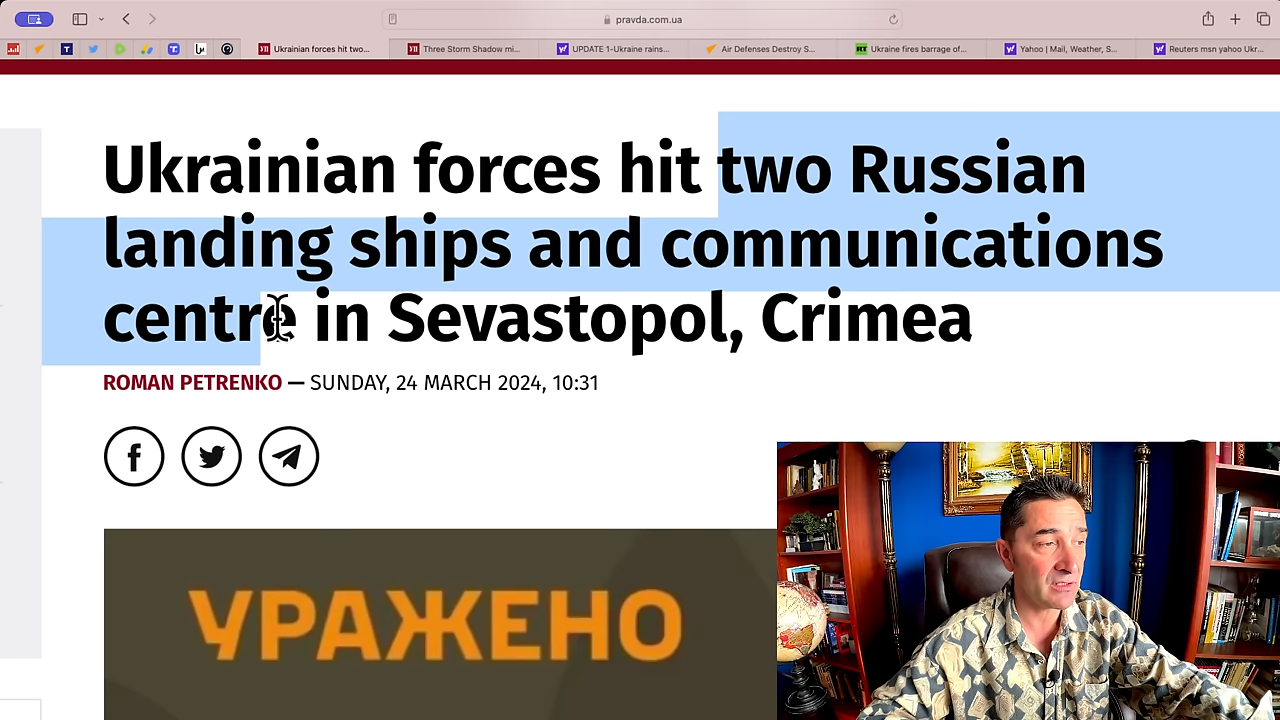 pravda.com.ua
Ukrainian forces hit two...
Three Storm Shadow mi...
UPDATE 1-Ukraine rains...
Air Defenses Destroy S...
Ukraine fires barrage of...
Yahoo | Mail, Weather, S...
Reuters msn yahoo Ukr...
Ukrainian forces hit two Russian
landing ships and communications
centre in Sevastopol, Crimea
ROMAN PETRENKO — SUNDAY, 24 MARCH 2024, 10:31
УРАЖЕНО